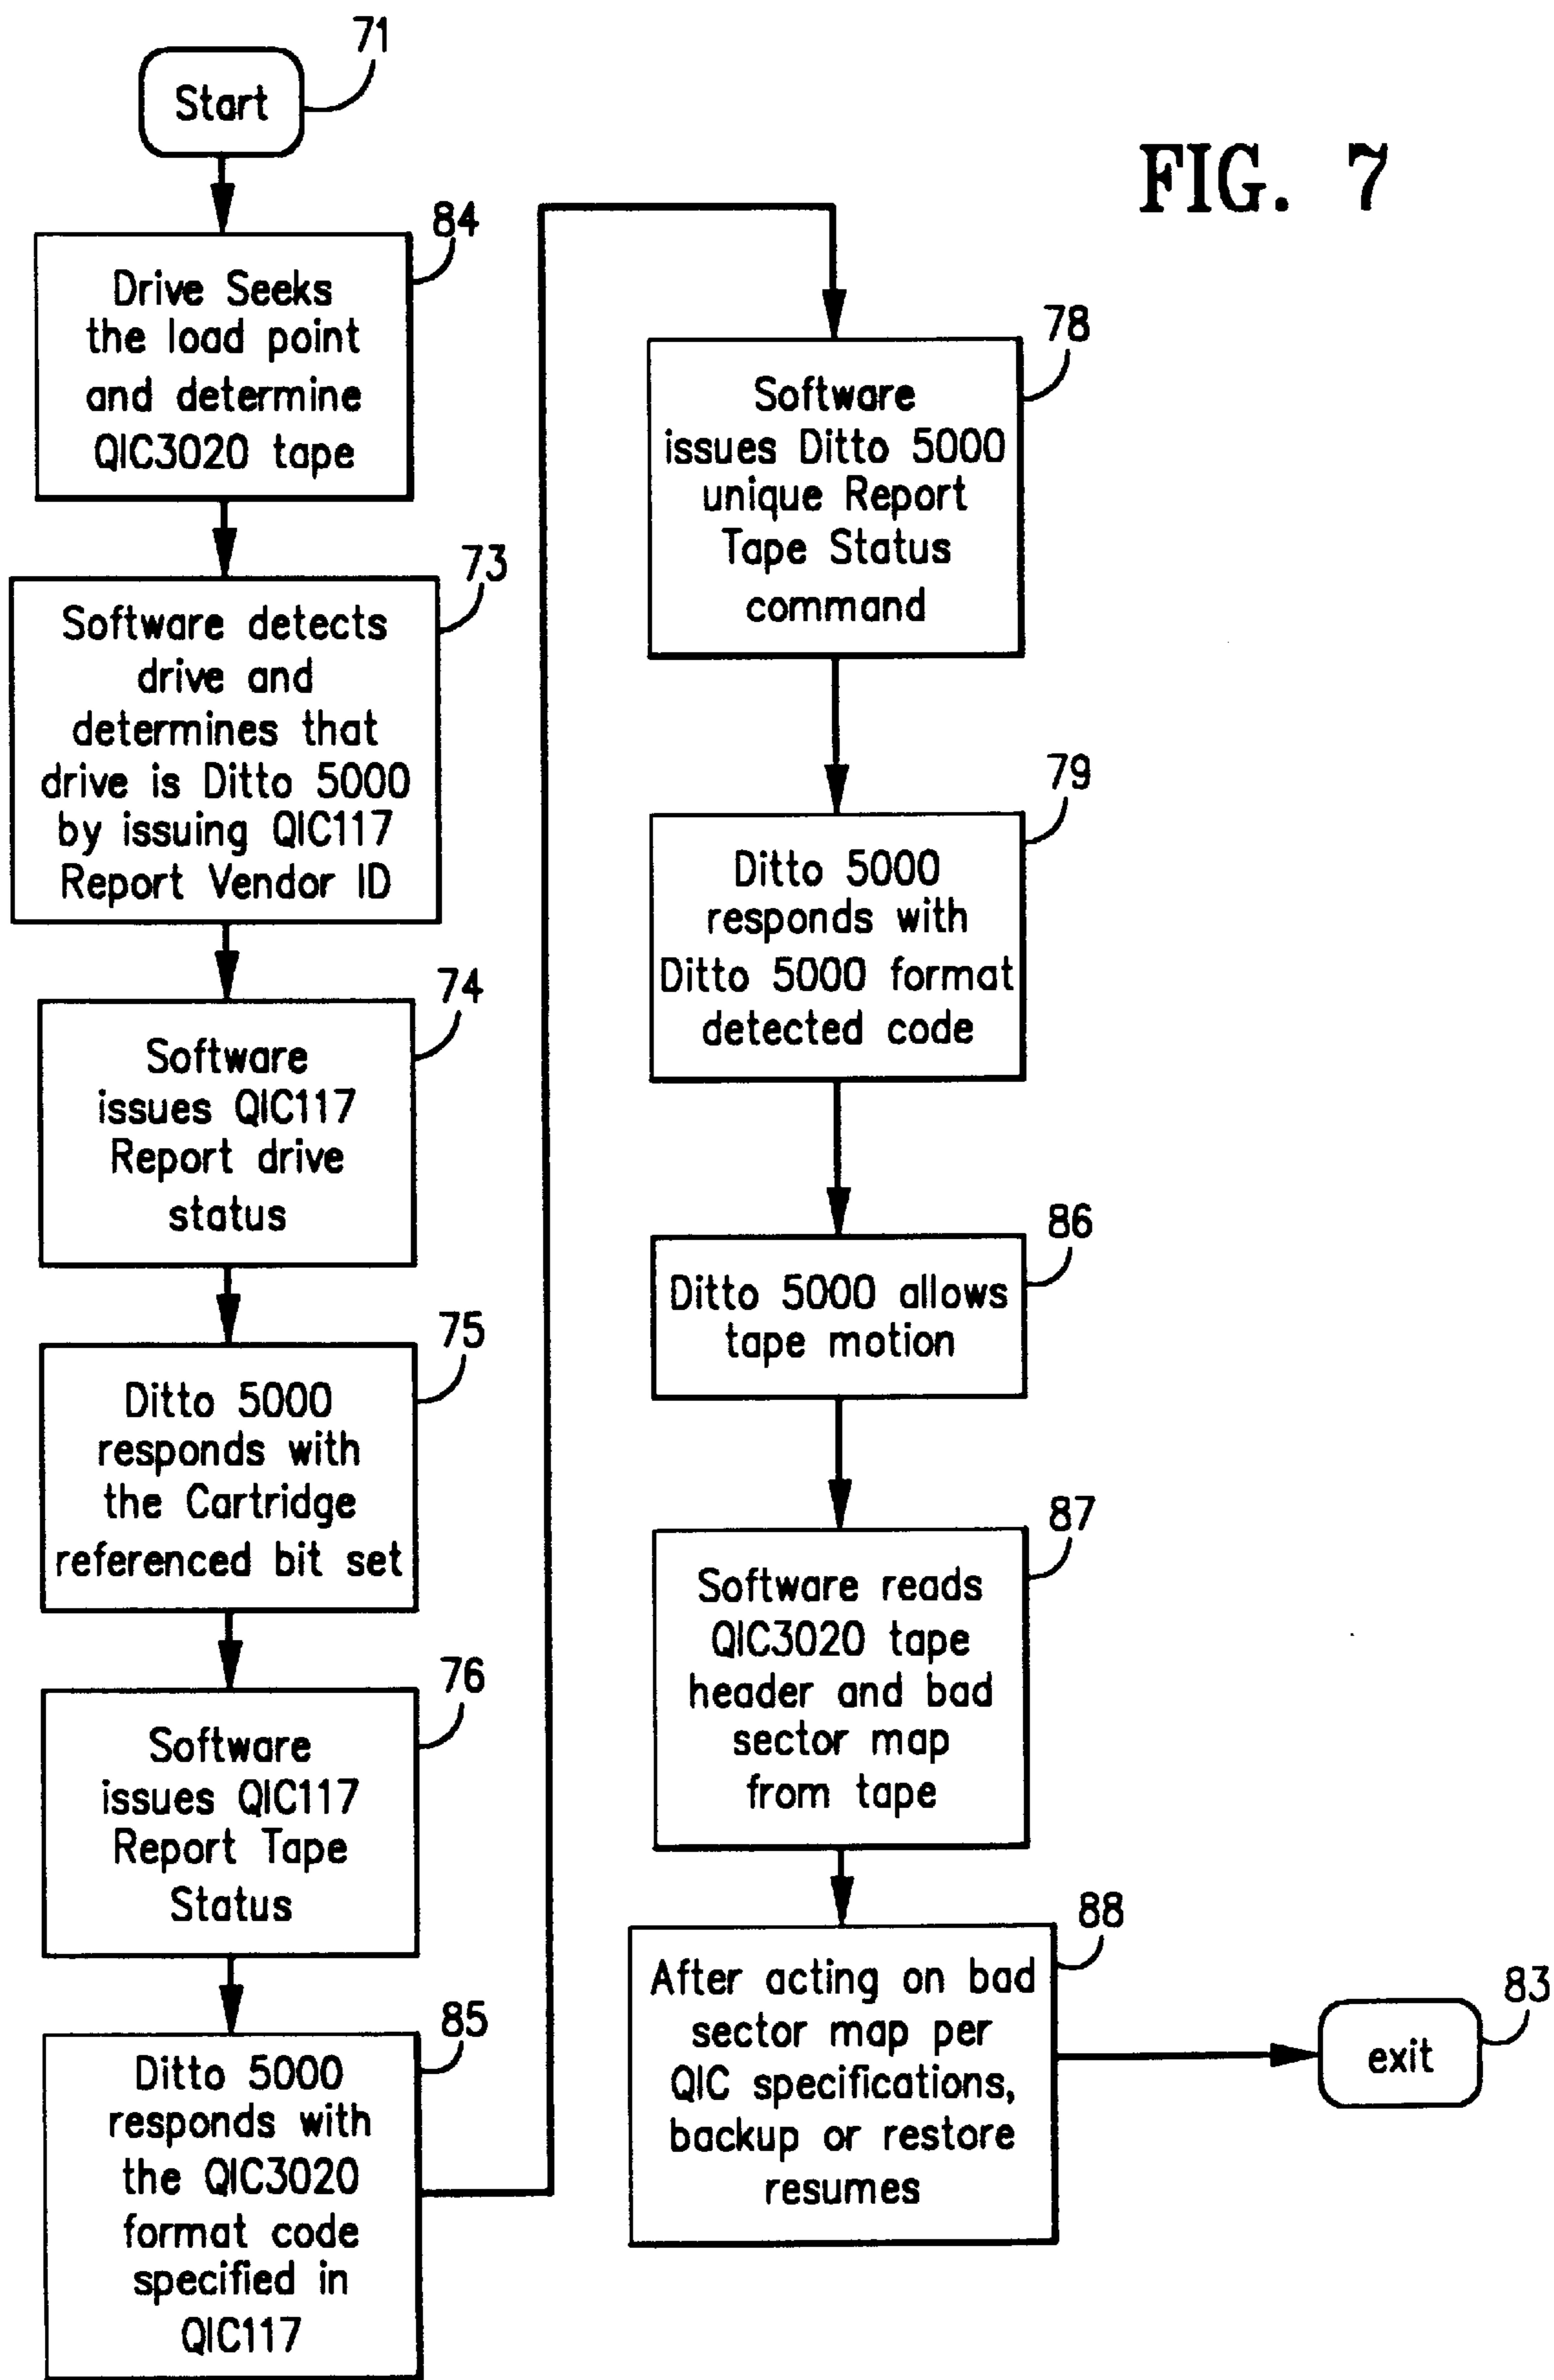 FIG. 7
71
Start
84
Drive Seeks
the load point
and determine
QIC3020 tape
73
Software detects
drive and
determines that
drive is Ditto 5000
by issuing QIC117
Report Vendor ID
74
Software
issues QIC117
Report drive
status
75
Ditto 5000
responds with
the Cartridge
referenced bit set
76
Software
issues QIC117
Report Tape
Status
85
Ditto 5000
responds with
the QIC3020
format code
specified in
QIC117
78
Software
issues Ditto 5000
unique Report
Tape Status
command
79
Ditto 5000
responds with
Ditto 5000 format
detected code
86
Ditto 5000 allows
tape motion
87
Software reads
QIC3020 tape
header and bad
sector map
from tape
88
After acting on bad
sector map per
QIC specifications,
backup or restore
resumes
83
exit